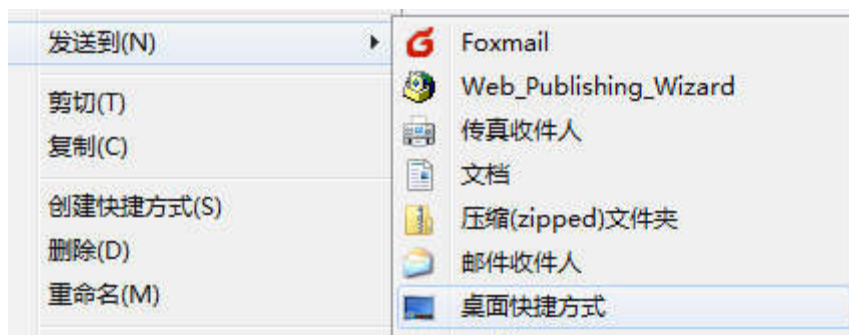 发送到(N)
剪切(T)
复制(C)
创建快捷方式(S)
删除(D)
重命名(M)
Foxmail
Web_Publishing_Wizard
传真收件人
文档
压缩(zipped)文件夹
邮件收件人
桌面快捷方式